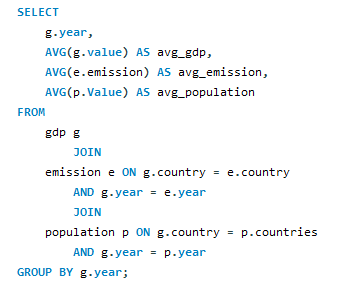 SELECT
g.year,
AVG(g.value) AS avg_gdp,
AVG(e.emission) AS avg_emission,
AVG(p.Value) AS avg_population
FROM
gdp g
JOIN
emission e ON g.country = e.country
AND g.year = e.year
JOIN
population p ON g.country = p.countries
AND g.year = p.year
GROUP BY g.year;